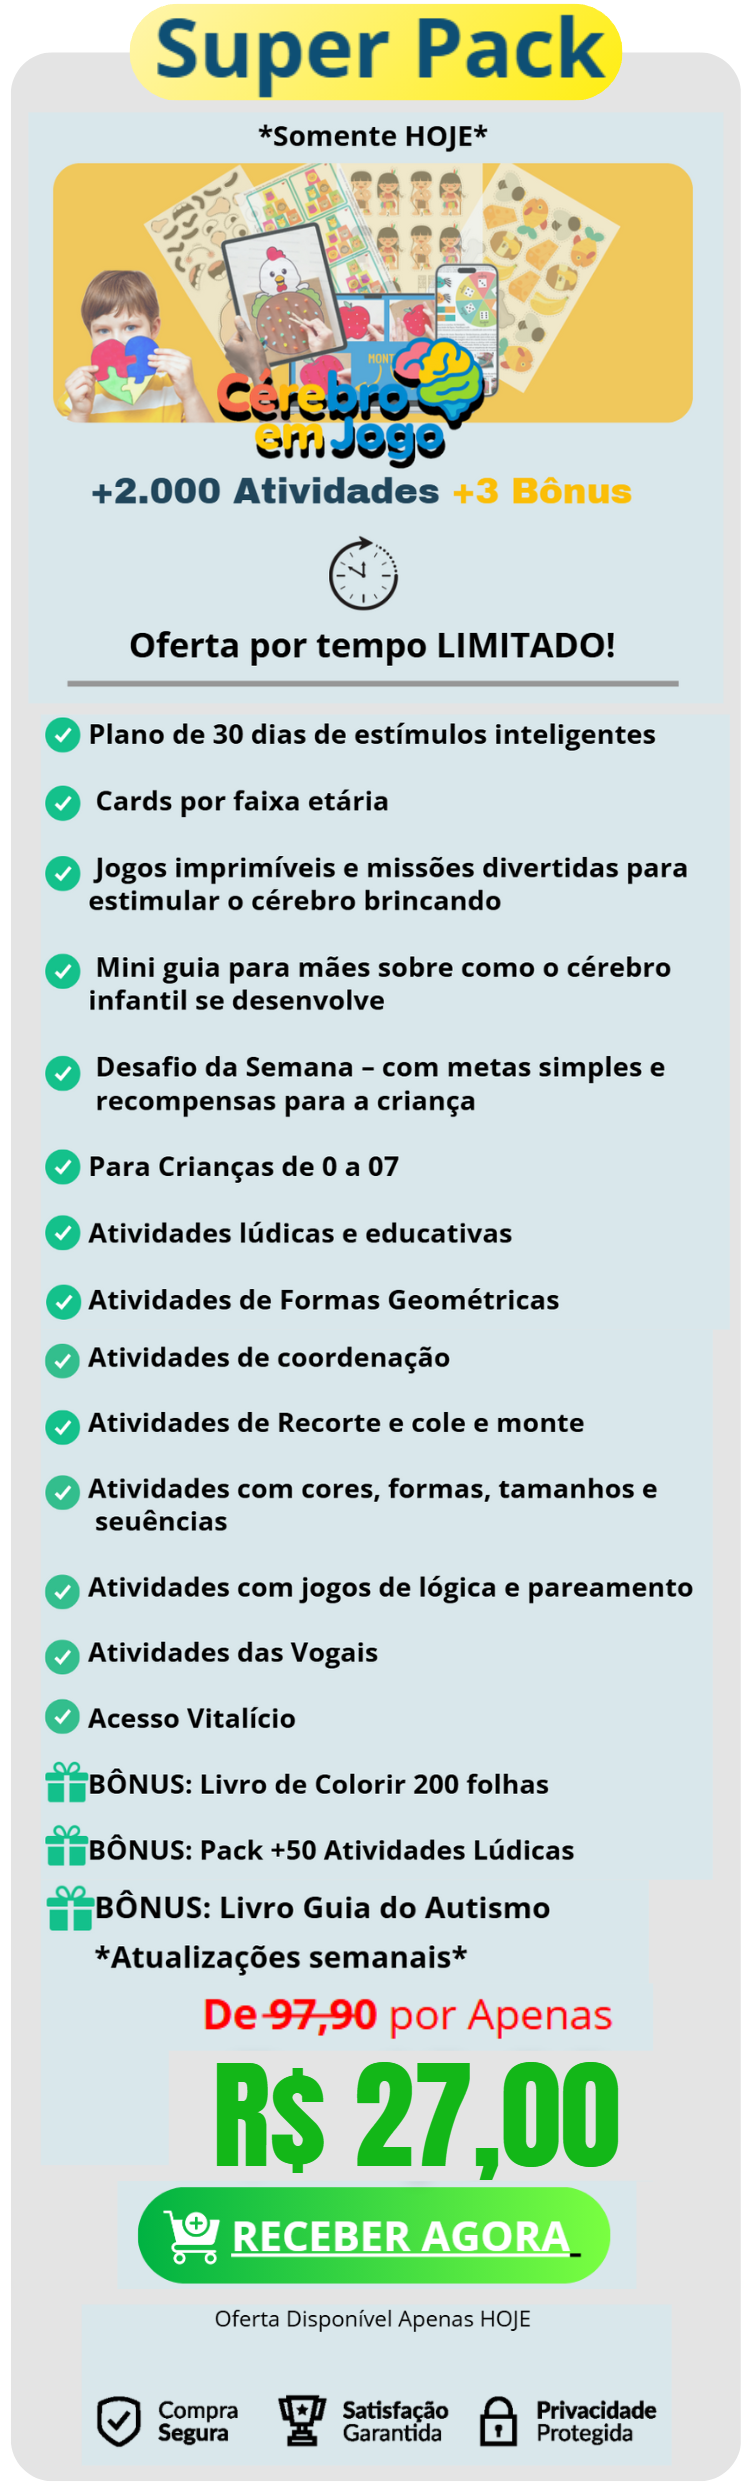 Super Pack
*Somente HOJE*
MONT
Cérebro
em Jogo
+2.000 Atividades +3 Bônus
Oferta por tempo LIMITADO!
Plano de 30 dias de estímulos inteligentes
Cards por faixa etária
Jogos imprimíveis e missões divertidas para
estimular o cérebro brincando
Mini guia para mães sobre como o cérebro
infantil se desenvolve
Desafio da Semana – com metas simples e
recompensas para a criança
Para Crianças de 0 a 07
Atividades lúdicas e educativas
Atividades de Formas Geométricas
Atividades de coordenação
Atividades de Recorte e cole e monte
Atividades com cores, formas, tamanhos e
seuências
Atividades com jogos de lógica e pareamento
Atividades das Vogais
Acesso Vitalício
BÔNUS: Livro de Colorir 200 folhas
BÔNUS: Pack +50 Atividades Lúdicas
BÔNUS: Livro Guia do Autismo
*Atualizações semanais*
De 97,90 por Apenas
R$ 27,00
RECEBER AGORA
Oferta Disponível Apenas HOJE
Compra Segura
Satisfação Garantida
Privacidade Protegida